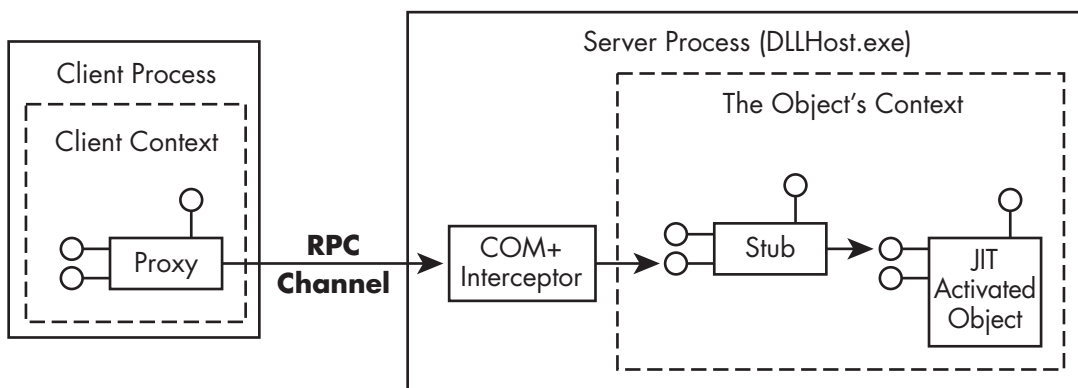 Server Process (DLLHost.exe)
Client Process
The Object's Context
Client Context
Proxy
RPC
Channel
COM+
Interceptor
Stub
JIT
Activated
Object